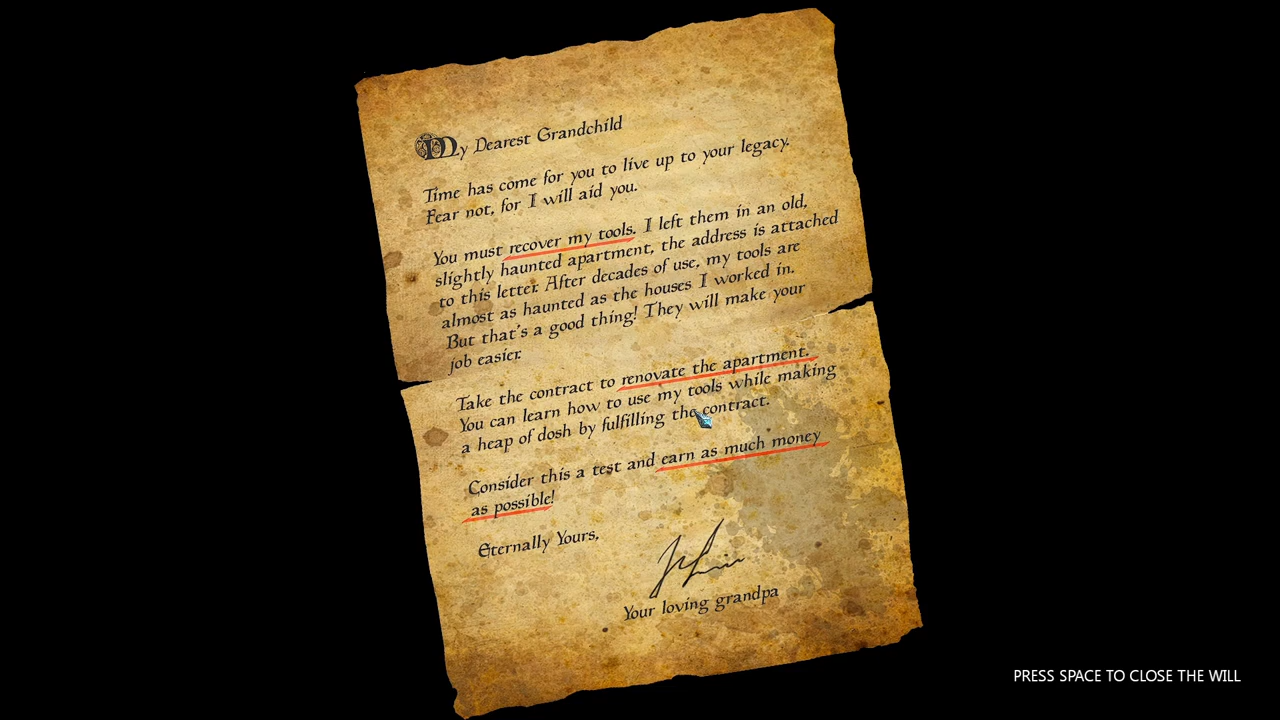 My Dearest Grandchild
Time has come for you to live up to your legacy.
Fear not, for I will aid you.
You must recover my tools. I left them in an old,
slightly haunted apartment, the address is attached
to this letter. After decades of use, my tools are
almost as haunted as the houses I worked in.
But that's a good thing! They will make your
job easier.
Take the contract to renovate the apartment.
You can learn how to use my tools while making
a heap of dosh by fulfilling the contract.
Consider this a test and earn as much money
as possible!
Eternally Yours,
Your loving grandpa
PRESS SPACE TO CLOSE THE WILL